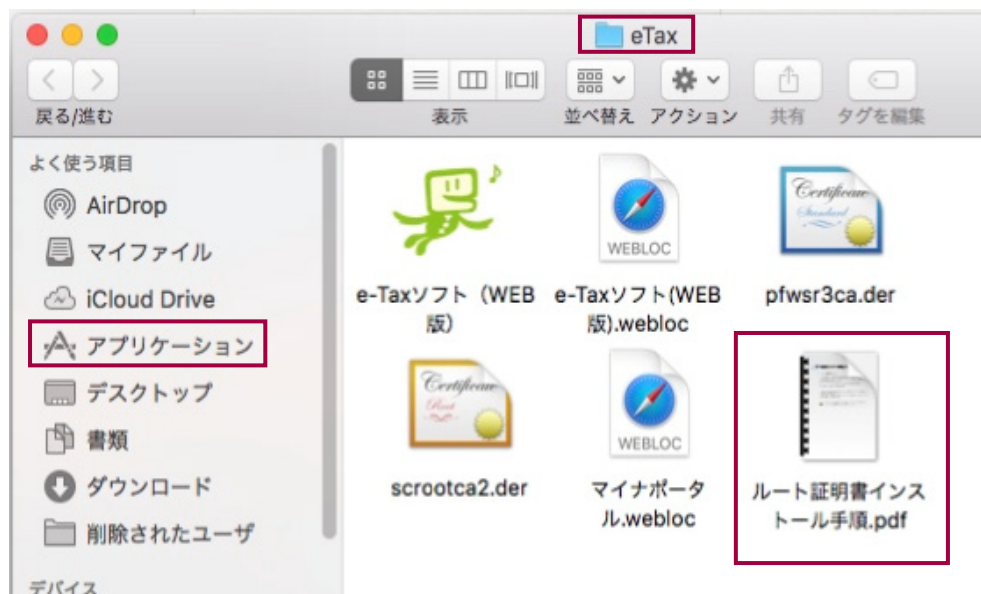 eTax
戻る/進む
表示
並べ替え
アクション
共有
タグを編集
よく使う項目
AirDrop
マイファイル
iCloud Drive
アプリケーション
デスクトップ
書類
ダウンロード
削除されたユーザ
デバイス
WEBLOC
Certificate
Standard
e-Taxソフト（WEB
版）
e-Taxソフト(WEB
版).webloc
pfwsr3ca.der
Certificate
Root
WEBLOC
scrootca2.der
マイナポータ
ル.webloc
ルート証明書インス
トール手順.pdf